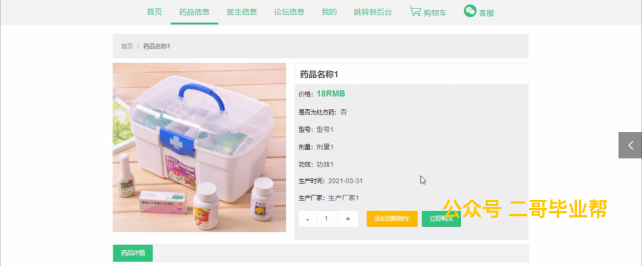 首页 药品信息 医生信息 论坛信息 我的 跳转到后台 购物车 客服
首页 / 药品名称1
药品名称1
价格：18RMB
是否为处方药：否
型号：型号1
剂量：剂量1
功效：功效1
生产时间：2021-03-31
生产厂家：生产厂家1
- 1 + 添加到购物车 立即购买
公众号 二哥毕业帮
药品详情